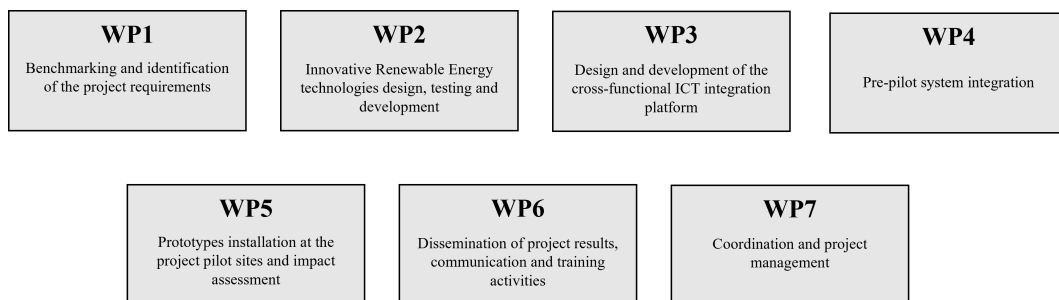 WP1
Benchmarking and identification
of the project requirements
WP2
Innovative Renewable Energy
technologies design, testing and
development
WP3
Design and development of the
cross-functional ICT integration
platform
WP4
Pre-pilot system integration
WP5
Prototypes installation at the
project pilot sites and impact
assessment
WP6
Dissemination of project results,
communication and training
activities
WP7
Coordination and project
management